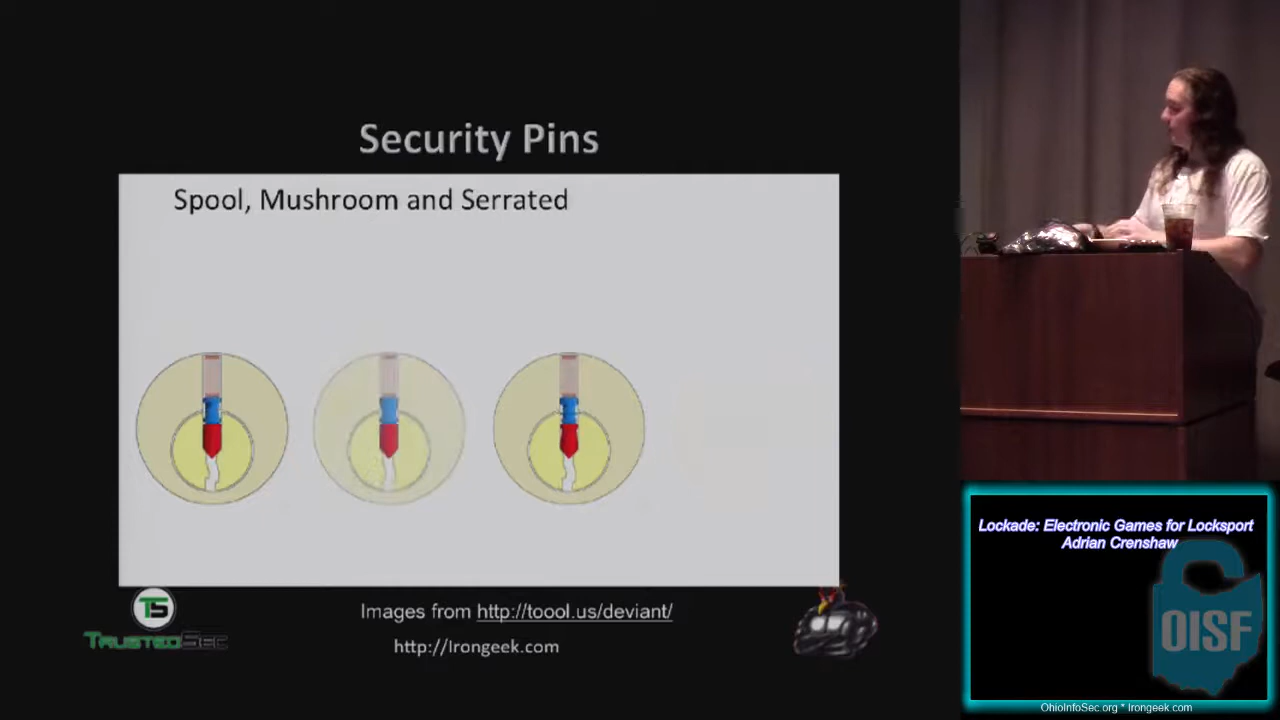 Security Pins
Spool, Mushroom and Serrated
TS
TRUSTEDSEC
Images from http://toool.us/deviant/
http://Irongeek.com
Lockade: Electronic Games for Locksport
Adrian Crenshaw
OISF
OhioInfoSec.org * Irongeek.com